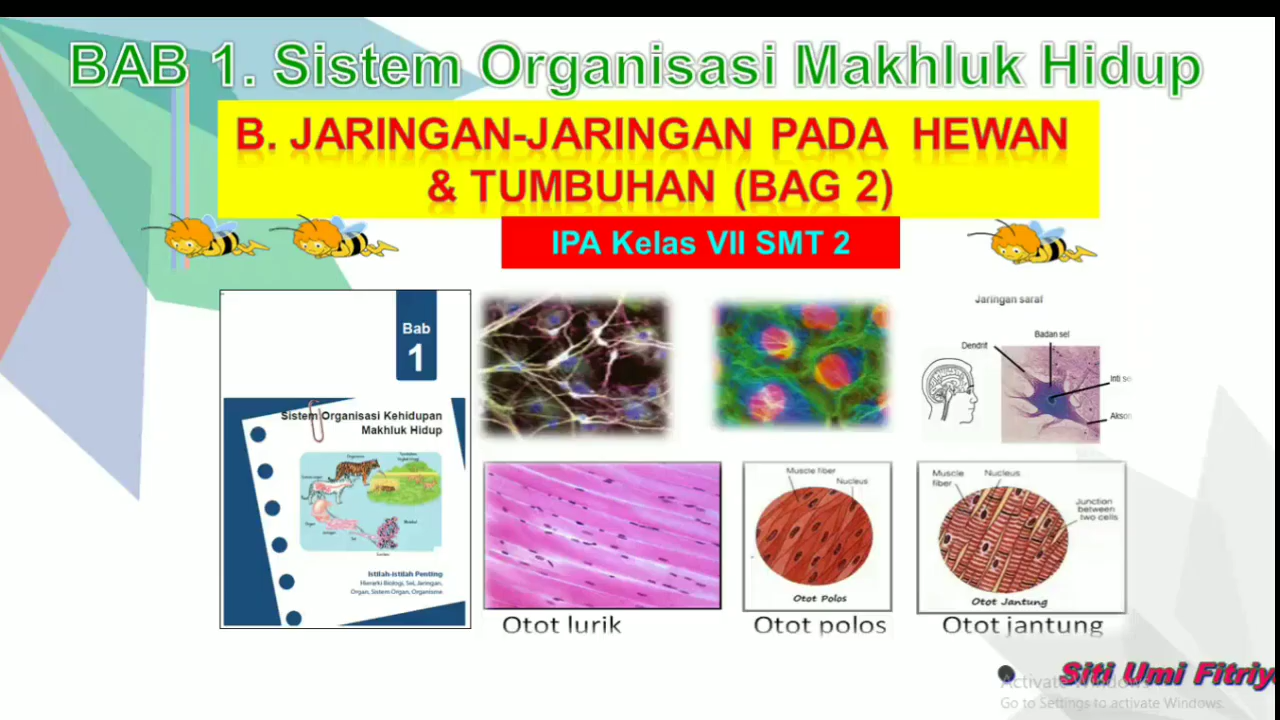 BAB 1. Sistem Organisasi Makhluk Hidup
B. JARINGAN-JARINGAN PADA HEWAN
& TUMBUHAN (BAG 2)
IPA Kelas VII SMT 2
Bab
1
Sistem Organisasi Kehidupan
Makhluk Hidup
Istilah-istilah Penting
Hierarki Biologi, Sel, Jaringan,
Organ, Sistem Organ, Organisme
Jaringan saraf
Badan sel
Dendrit
Inti se
Akson
Otot lurik
Muscle fiber
Nucleus
Otot Polos
Otot polos
Muscle
fiber
Nucleus
Junction
between
two cells
Otot Jantung
Otot jantung
Siti Umi Fitriy
Activate Windows
Go to Settings to activate Windows.